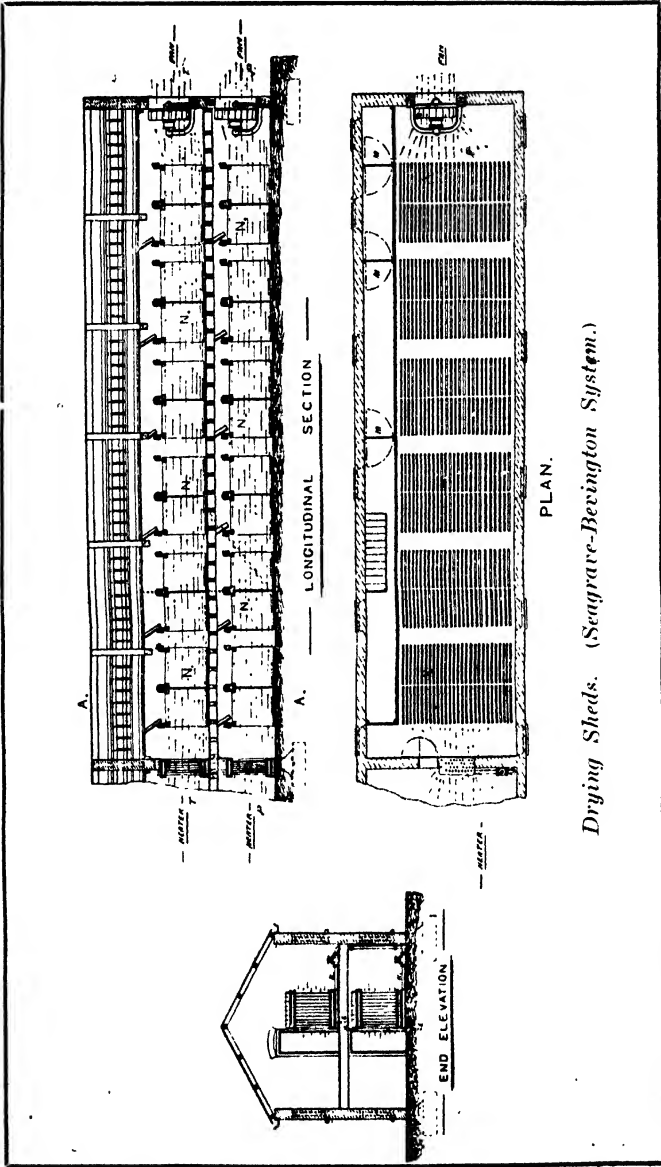 A.
FAN
F
FAN
F
N.
N.
N.
N.
N.
N.
N.
HEATER
T
HEATER
P
A.
LONGITUDINAL SECTION
FAN
F
H
H
H
HEATER
PLAN.
END ELEVATION
Drying Sheds. (Seagrave-Bevington System.)